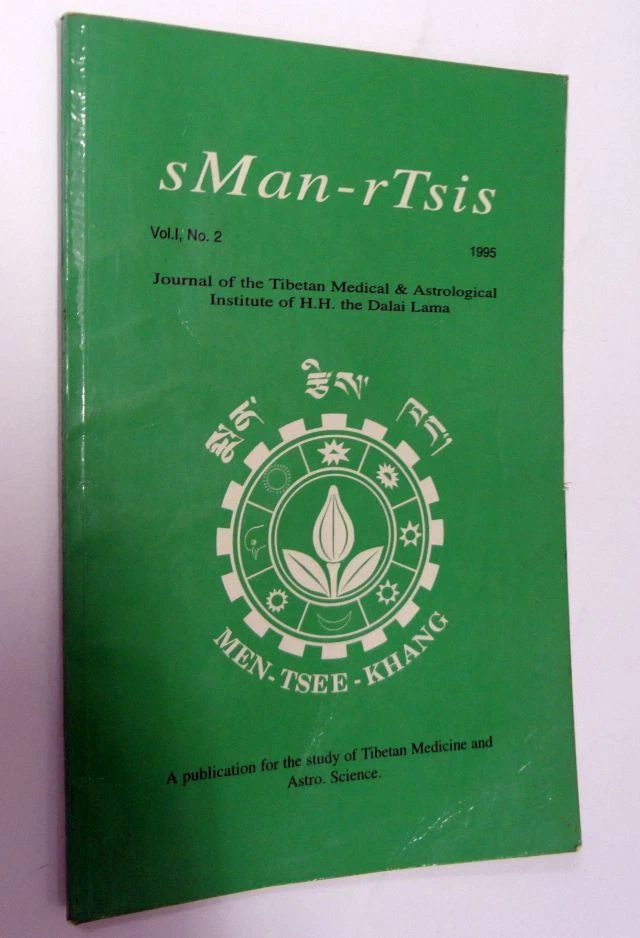 sMan-rTsis
Vol.I, No. 2
1995
Journal of the Tibetan Medical & Astrological
Institute of H.H. the Dalai Lama
སྨན་ རྩིས་ ཁང་།
MEN-TSEE-KHANG
A publication for the study of Tibetan Medicine and
Astro. Science.